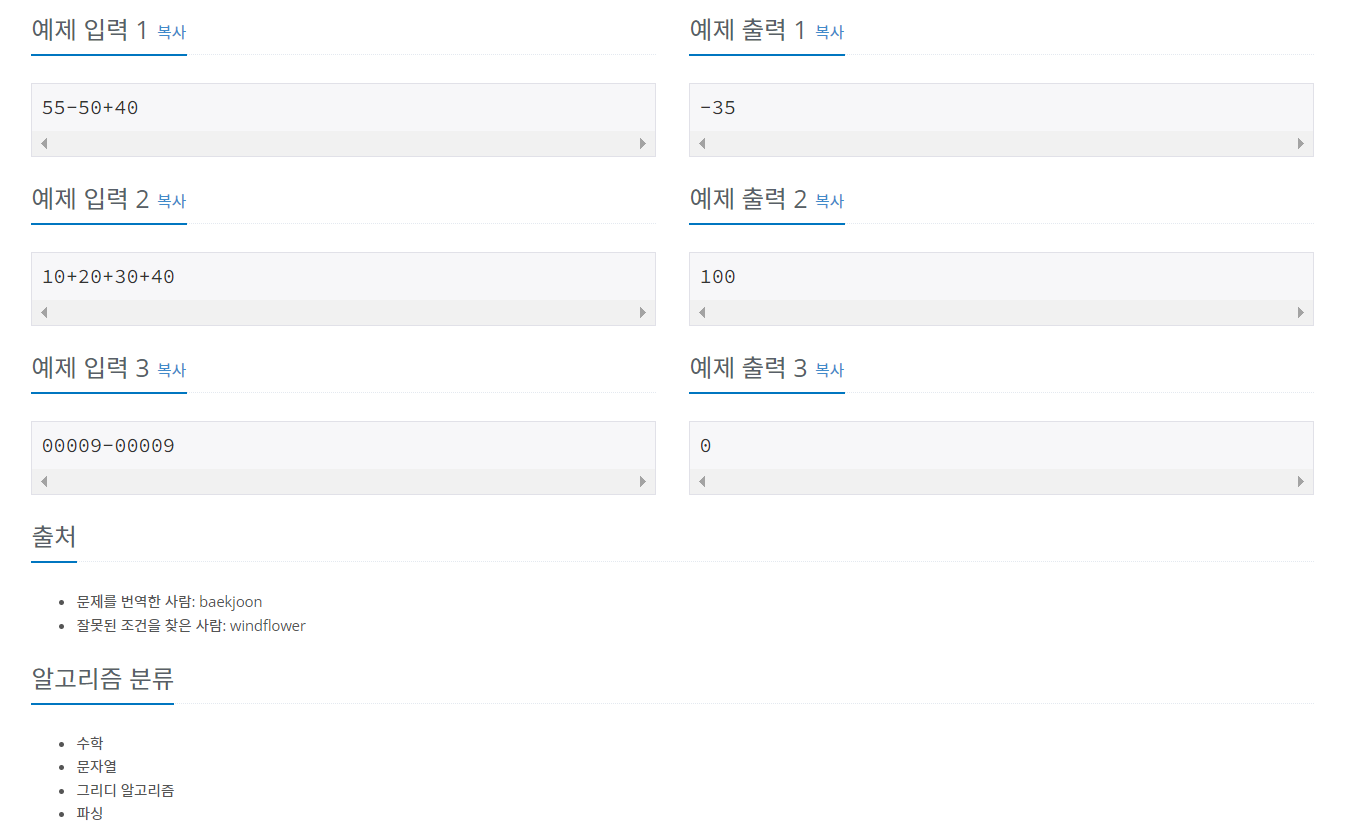 예제 입력 1 복사
예제 출력 1 복사
55-50+40
-35
예제 입력 2 복사
예제 출력 2 복사
10+20+30+40
100
예제 입력 3 복사
예제 출력 3 복사
00009-00009
0
출처
문제를 번역한 사람: baekjoon
잘못된 조건을 찾은 사람: windflower
알고리즘 분류
수학
문자열
그리디 알고리즘
파싱